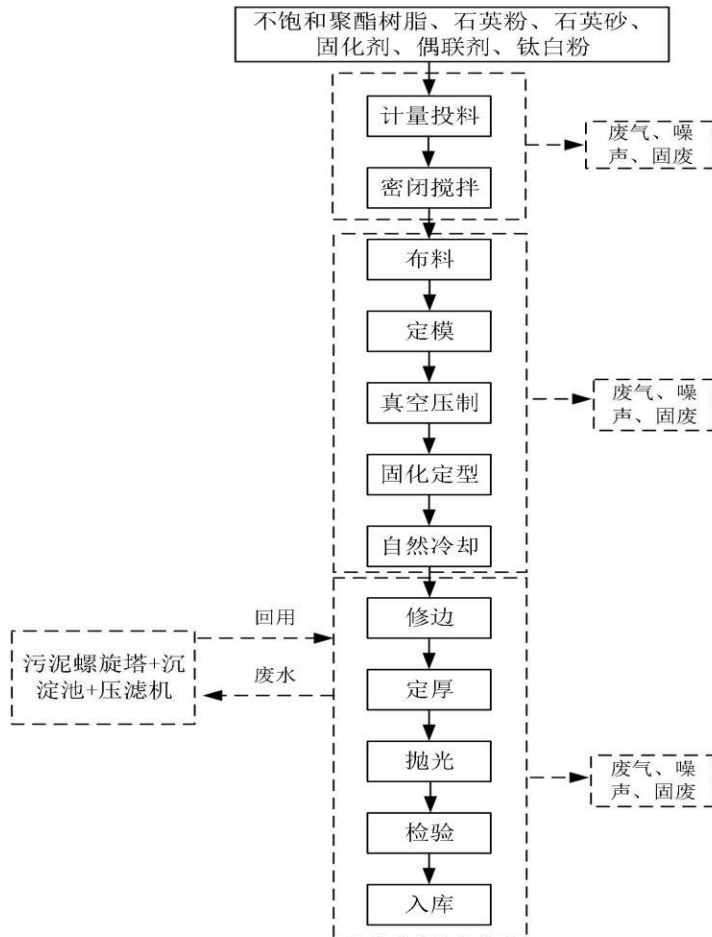 不饱和聚酯树脂、石英粉、石英砂、
固化剂、偶联剂、钛白粉
计量投料
废气、噪
声、固废
密闭搅拌
布料
定模
真空压制
废气、噪
声、固废
固化定型
自然冷却
修边
回用
污泥螺旋塔+沉
淀池+压滤机
废水
定厚
抛光
废气、噪
声、固废
检验
入库